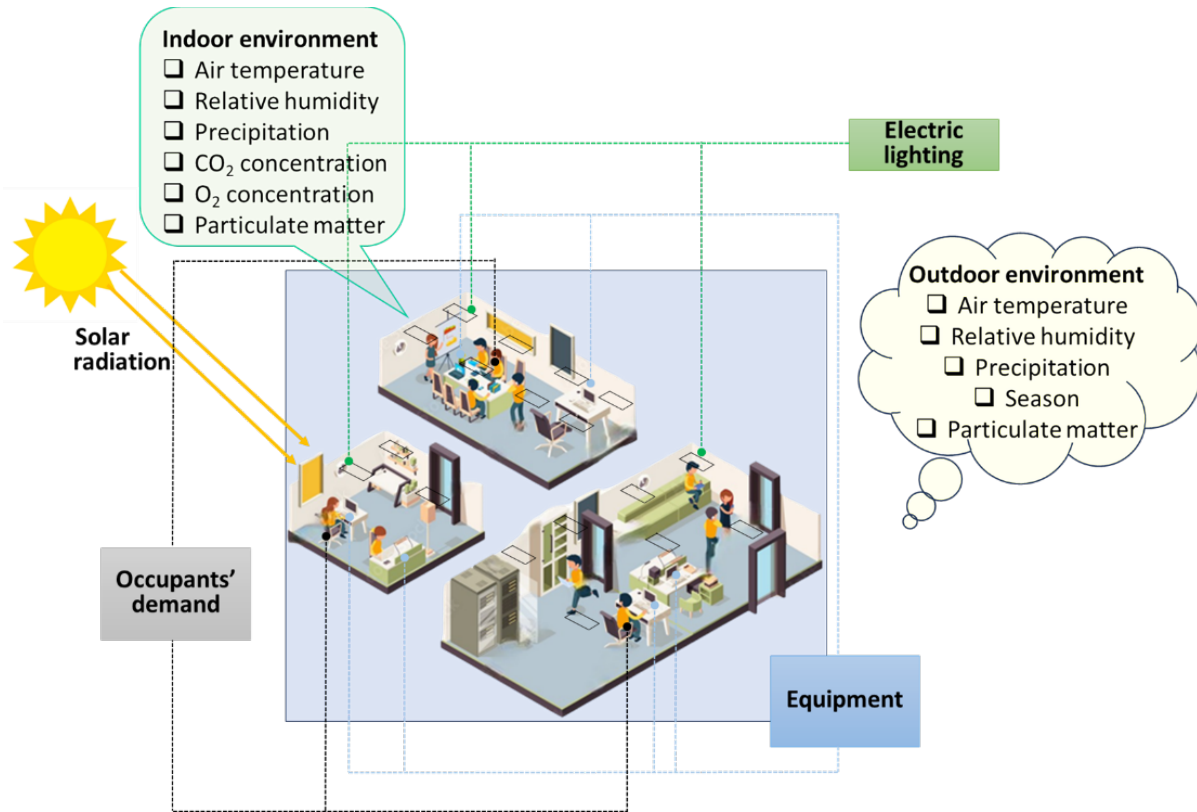 Indoor environment
❑ Air temperature
❑ Relative humidity
❑ Precipitation
❑ CO₂ concentration
❑ O₂ concentration
❑ Particulate matter
Electric
lighting
Solar
radiation
Outdoor environment
❑ Air temperature
❑ Relative humidity
❑ Precipitation
❑ Season
❑ Particulate matter
Occupants’
demand
Equipment